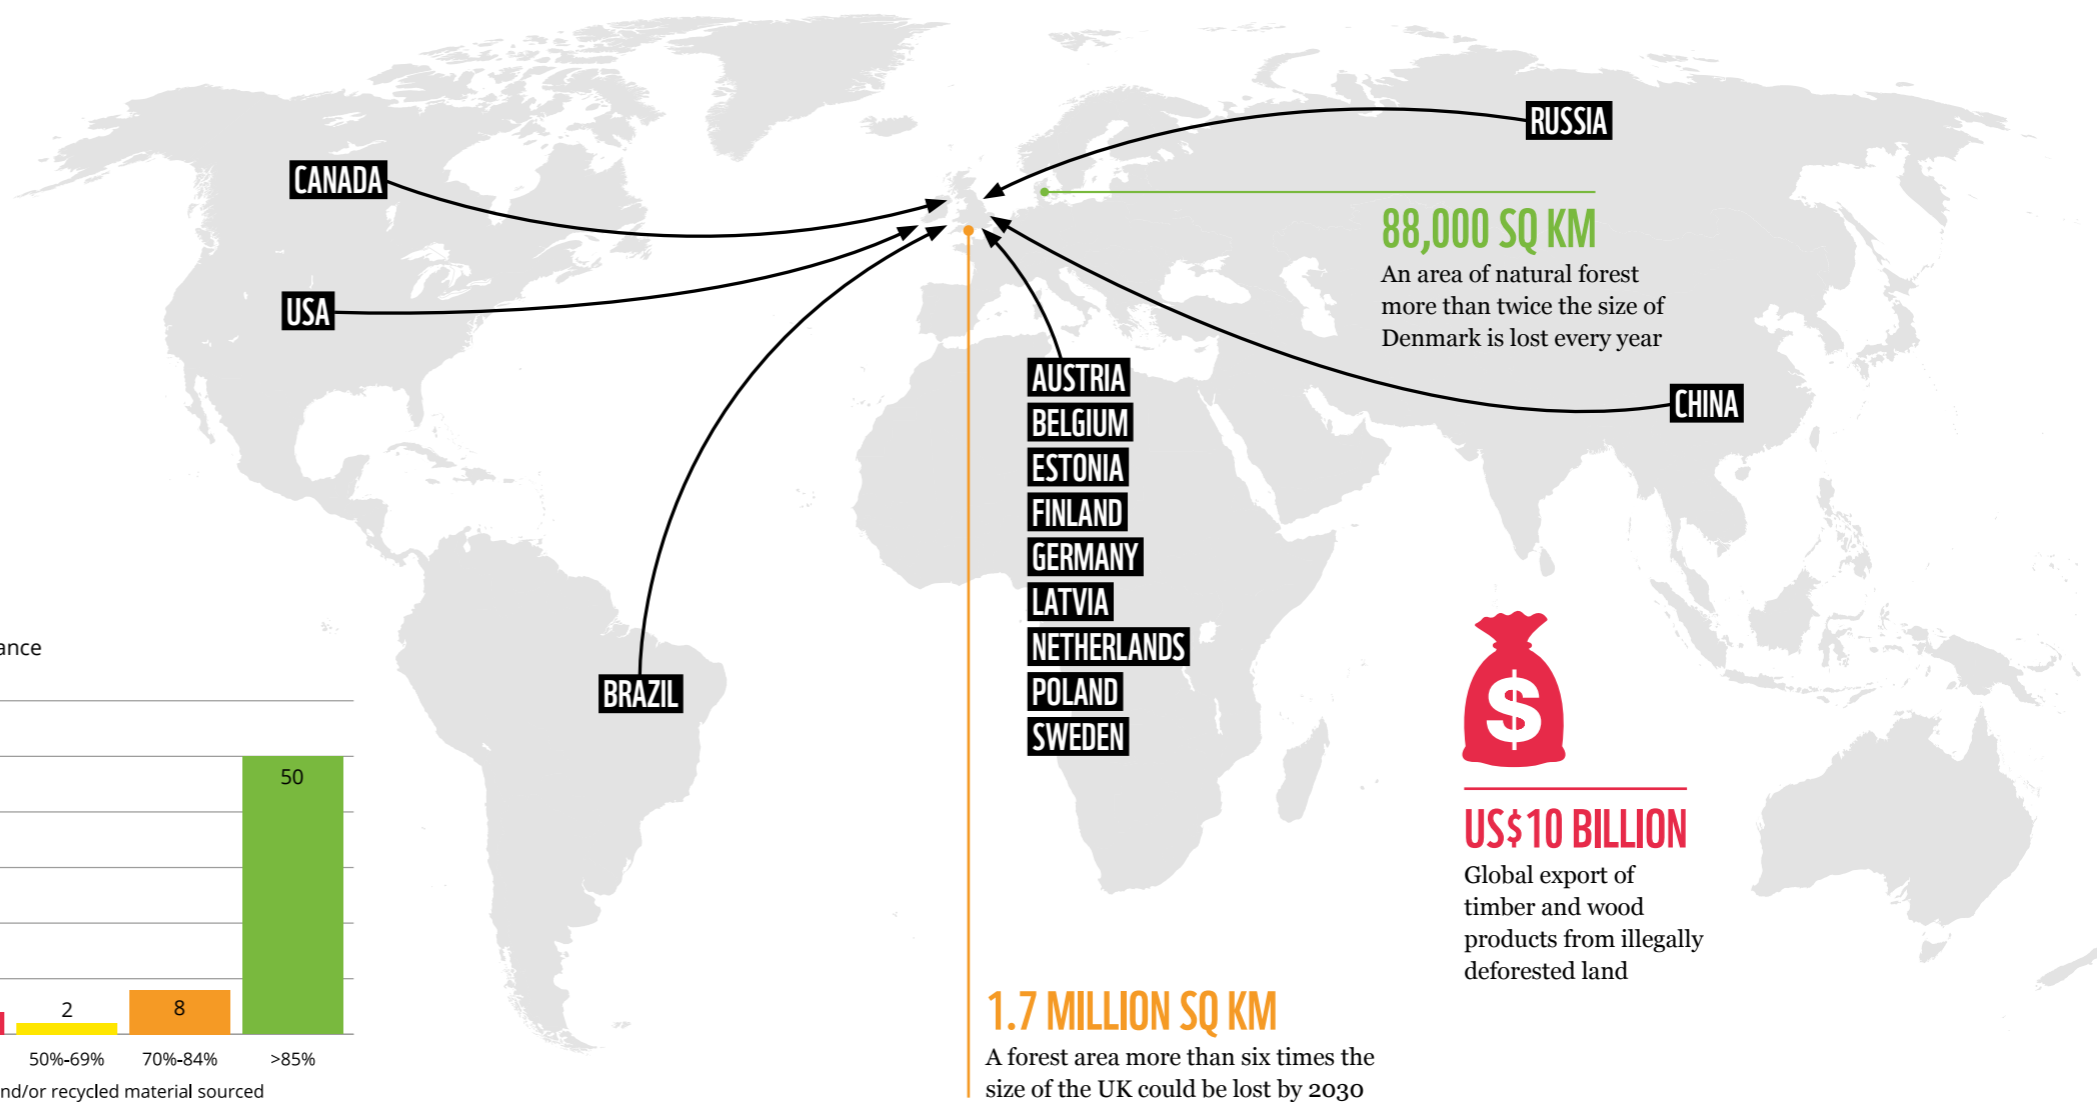 RUSSIA
CANADA
88,000 SQ KM
An area of natural forest
more than twice the size of
Denmark is lost every year
USA
AUSTRIA
BELGIUM
ESTONIA
FINLAND
GERMANY
LATVIA
NETHERLANDS
POLAND
SWEDEN
CHINA
BRAZIL
$
US$10 BILLION
Global export of
timber and wood
products from illegally
deforested land
1.7 MILLION SQ KM
A forest area more than six times the
size of the UK could be lost by 2030
ance
50
2
8
50%-69%
70%-84%
>85%
nd/or recycled material sourced